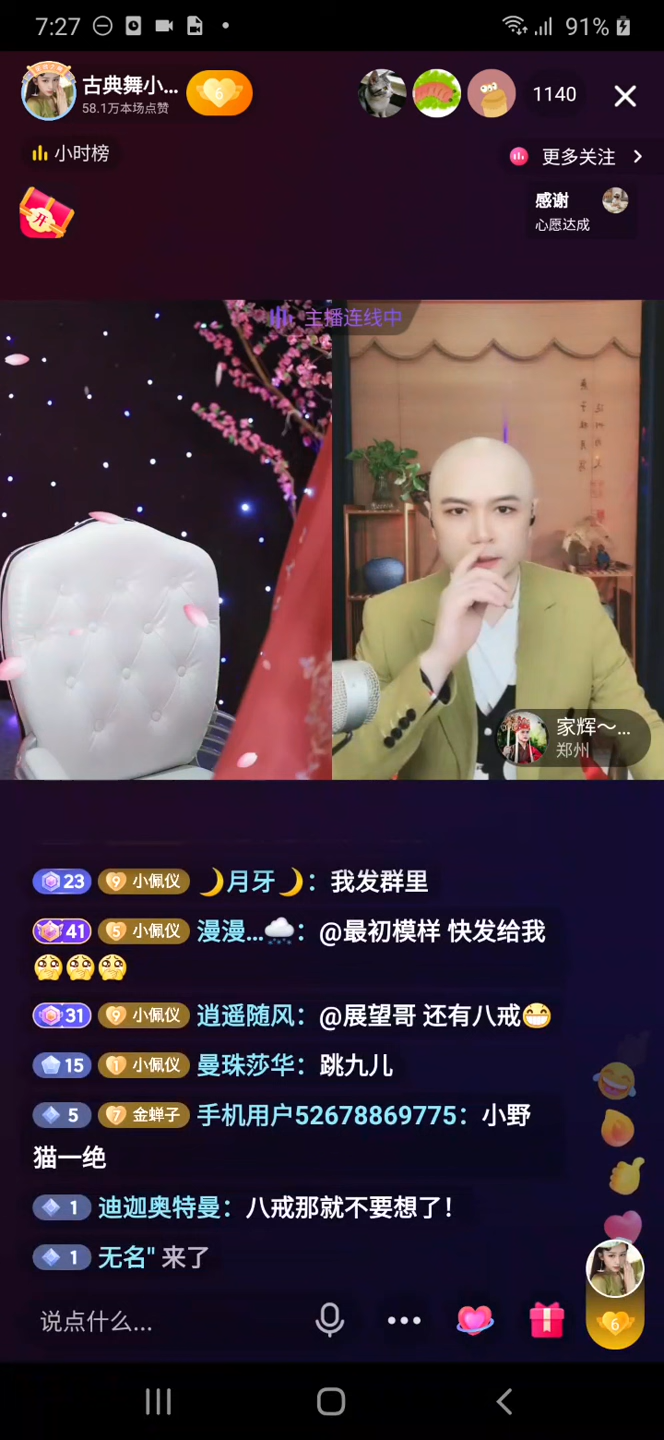 7:27
91%
古典舞小...
58.1万本场点赞
6
1140
小时榜
更多关注
开
感谢
心愿达成
主播连线中
家辉～...
郑州
23 9 小佩仪 🌙月牙🌙：我发群里
41 5 小佩仪 漫漫...🌨：@最初模样 快发给我
🥺🥺🥺
31 9 小佩仪 逍遥随风：@展望哥 还有八戒😁
15 1 小佩仪 曼珠莎华：跳九儿
5 7 金蝉子 手机用户52678869775：小野
猫一绝
1 迪迦奥特曼：八戒那就不要想了！
1 无名" 来了
说点什么...
6